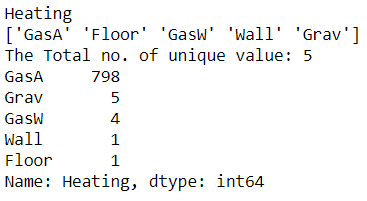 Heating
['GasA' 'Floor' 'GasW' 'Wall' 'Grav']
The Total no. of unique value: 5
GasA 798
Grav 5
GasW 4
Wall 1
Floor 1
Name: Heating, dtype: int64